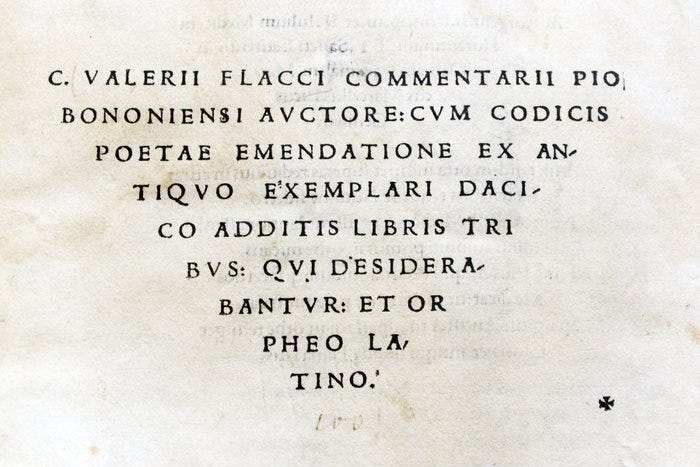 C. VALERII FLACCI COMMENTARII PIO
BONONIENSI AVCTORE: CVM CODICIS
POETAE EMENDATIONE EX AN-
TIQVO EXEMPLARI DACI-
CO ADDITIS LIBRIS TRI
BVS: QVI DESIDERA-
BANTVR: ET OR
PHEO LA-
TINO.